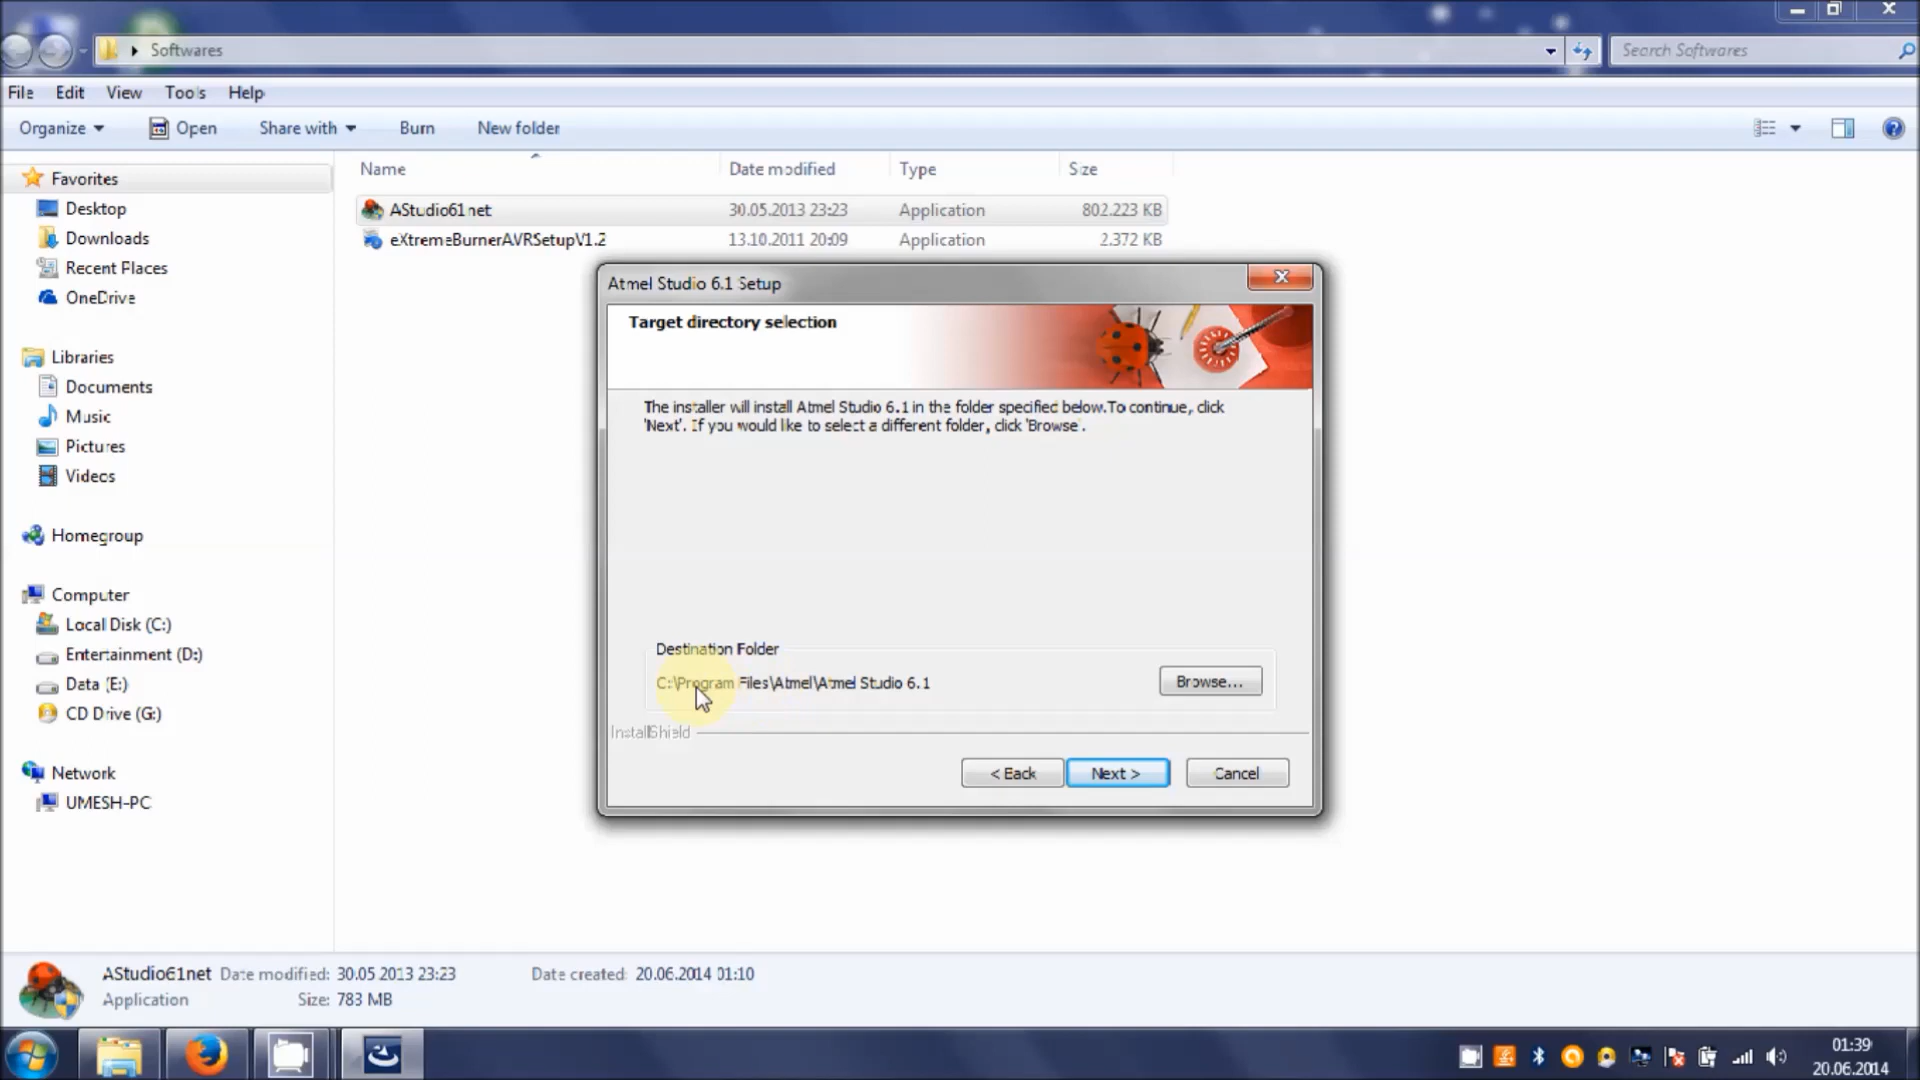 Softwares
Search Softwares
File Edit View Tools Help
Organize Open Share with Burn New folder
Name Date modified Type Size
AStudio61net 30.05.2013 23:23 Application 802.223 KB
eXtremeBurnerAVRSetupV1.2 13.10.2011 20:09 Application 2.372 KB
Favorites
Desktop
Downloads
Recent Places
OneDrive
Libraries
Documents
Music
Pictures
Videos
Homegroup
Computer
Local Disk (C:)
Entertainment (D:)
Data (E:)
CD Drive (G:)
Network
UMESH-PC
Atmel Studio 6.1 Setup
Target directory selection
The installer will install Atmel Studio 6.1 in the folder specified below.To continue, click
'Next'. If you would like to select a different folder, click 'Browse'.
Destination Folder
C:\Program Files\Atmel\Atmel Studio 6.1
Browse...
InstallShield
< Back Next > Cancel
AStudio61net Date modified: 30.05.2013 23:23 Date created: 20.06.2014 01:10
Application Size: 783 MB
01:39
20.06.2014